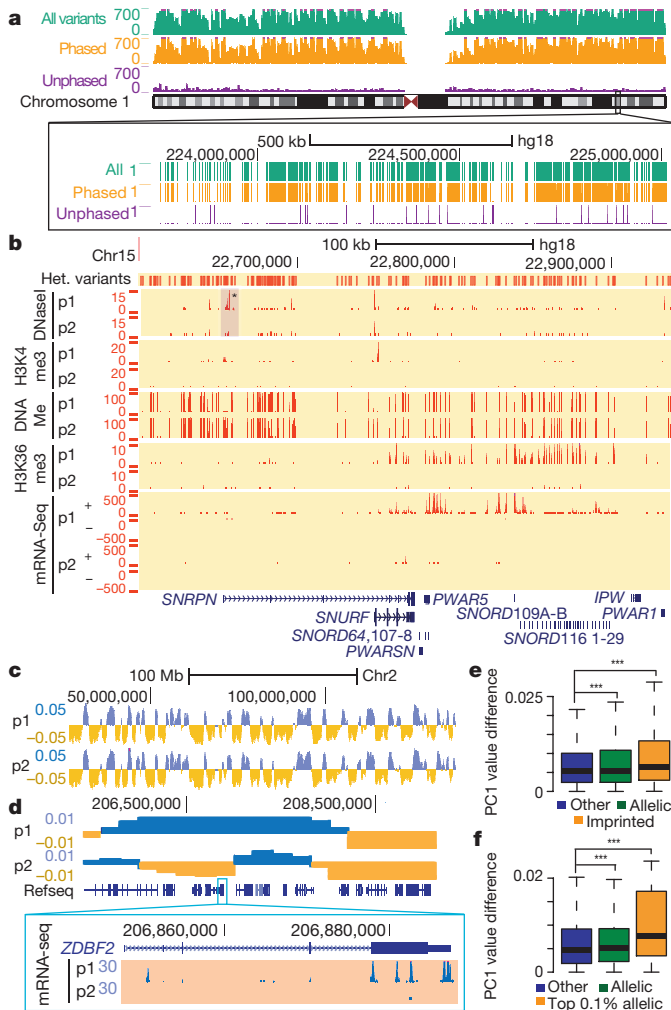 a
All variants 700
0
Phased 700
0
Unphased 700
0
Chromosome 1
500 kb hg18
224,000,000 224,500,000 225,000,000
All 1
Phased 1
Unphased 1
b
Chr15
100 kb hg18
22,700,000 22,800,000 22,900,000
Het. variants
DNaseI
p1 15
0
p2 15
0
H3K4
me3
p1 20
0
p2 20
0
DNA
Me
p1 100
0
p2 100
0
H3K36
me3
p1 10
0
p2 10
0
mRNA-Seq
p1 + 500
0
– 0
–500
p2 + 500
0
– 0
–500
*
SNRPN
PWAR5
IPW
SNURF
SNORD109A-B
PWAR1
SNORD64,107-8
SNORD116 1-29
PWARSN
c
100 Mb Chr2
50,000,000 100,000,000
p1 0.05
–0.05
p2 0.05
–0.05
d
206,500,000 208,500,000
p1 0.01
–0.01
p2 0.01
–0.01
Refseq
mRNA-seq
206,860,000 206,880,000
ZDBF2
p1 30
p2 30
e
PC1 value difference
0.025
0
***
***
Other Allelic
Imprinted
f
PC1 value difference
0.02
0
***
***
Other Allelic
Top 0.1% allelic